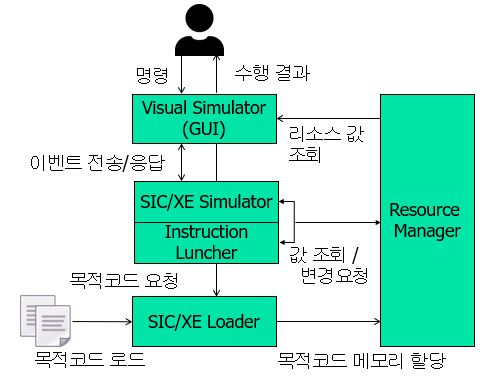 명령
수행 결과
Visual Simulator
(GUI)
리소스 값
조회
이벤트 전송/응답
SIC/XE Simulator
Instruction
Luncher
Resource
Manager
값 조회 /
변경요청
목적코드 요청
SIC/XE Loader
목적코드 로드
목적코드 메모리 할당